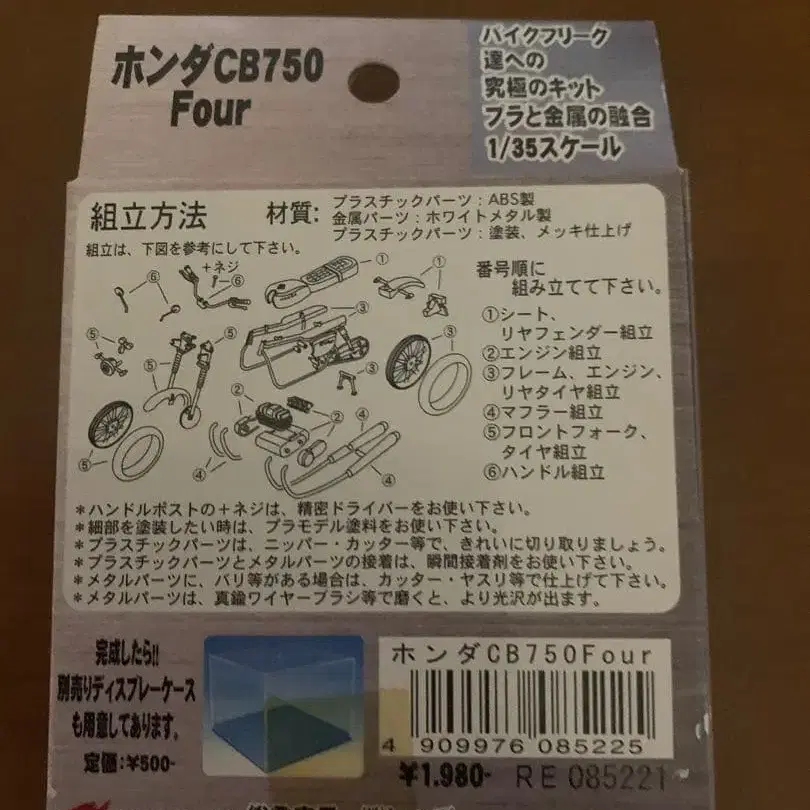 ホンダCB750
Four
バイクフリーク
達への
究極のキット
プラと金属の融合
1/35スケール
組立方法
材質:
プラスチックパーツ：ABS製
金属パーツ：ホワイトメタル製
プラスチックパーツ：塗装、メッキ仕上げ
組立は、下図を参考にして下さい。
＋ネジ
⑥
⑥
①
①
⑤
⑤
⑤
③
③
③
②
②
④
④
④
⑤
番号順に
組み立てて下さい。
①シート、
リヤフェンダー組立
②エンジン組立
③フレーム、エンジン、
リヤタイヤ組立
④マフラー組立
⑤フロントフォーク、
タイヤ組立
⑥ハンドル組立
＊ハンドルポストの＋ネジは、精密ドライバーをお使い下さい。
＊細部を塗装したい時は、プラモデル塗料をお使い下さい。
＊プラスチックパーツは、ニッパー・カッター等で、きれいに切り取りましょう。
＊プラスチックパーツとメタルパーツの接着は、瞬間接着剤をお使い下さい。
＊メタルパーツに、バリ等がある場合は、カッター・ヤスリ等で仕上げて下さい。
＊メタルパーツは、真鍮ワイヤーブラシ等で磨くと、より光沢が出ます。
完成したら!!
別売りディスプレーケース
も用意してあります。
定価:¥500-
ホンダCB750Four
4 909976 085225
¥1.980- RE 085221